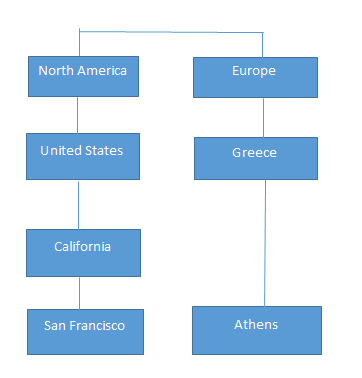 North America
Europe
United States
Greece
California
San Francisco
Athens